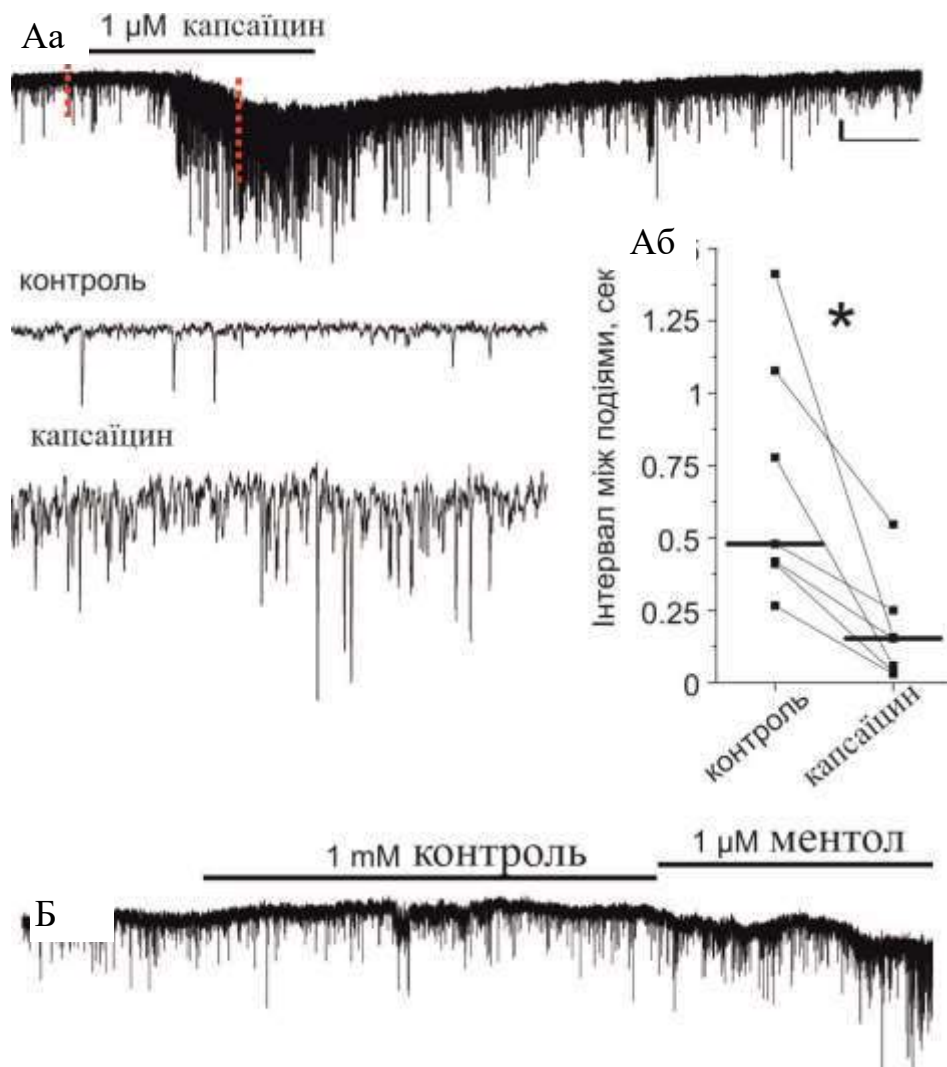 Аа
1 μM капсаїцин
контроль
капсаїцин
Аб
Інтервал між подіями, сек
*
1.25
1
0.75
0.5
0.25
0
контроль
капсаїцин
1 mM контроль
1 μM ментол
Б